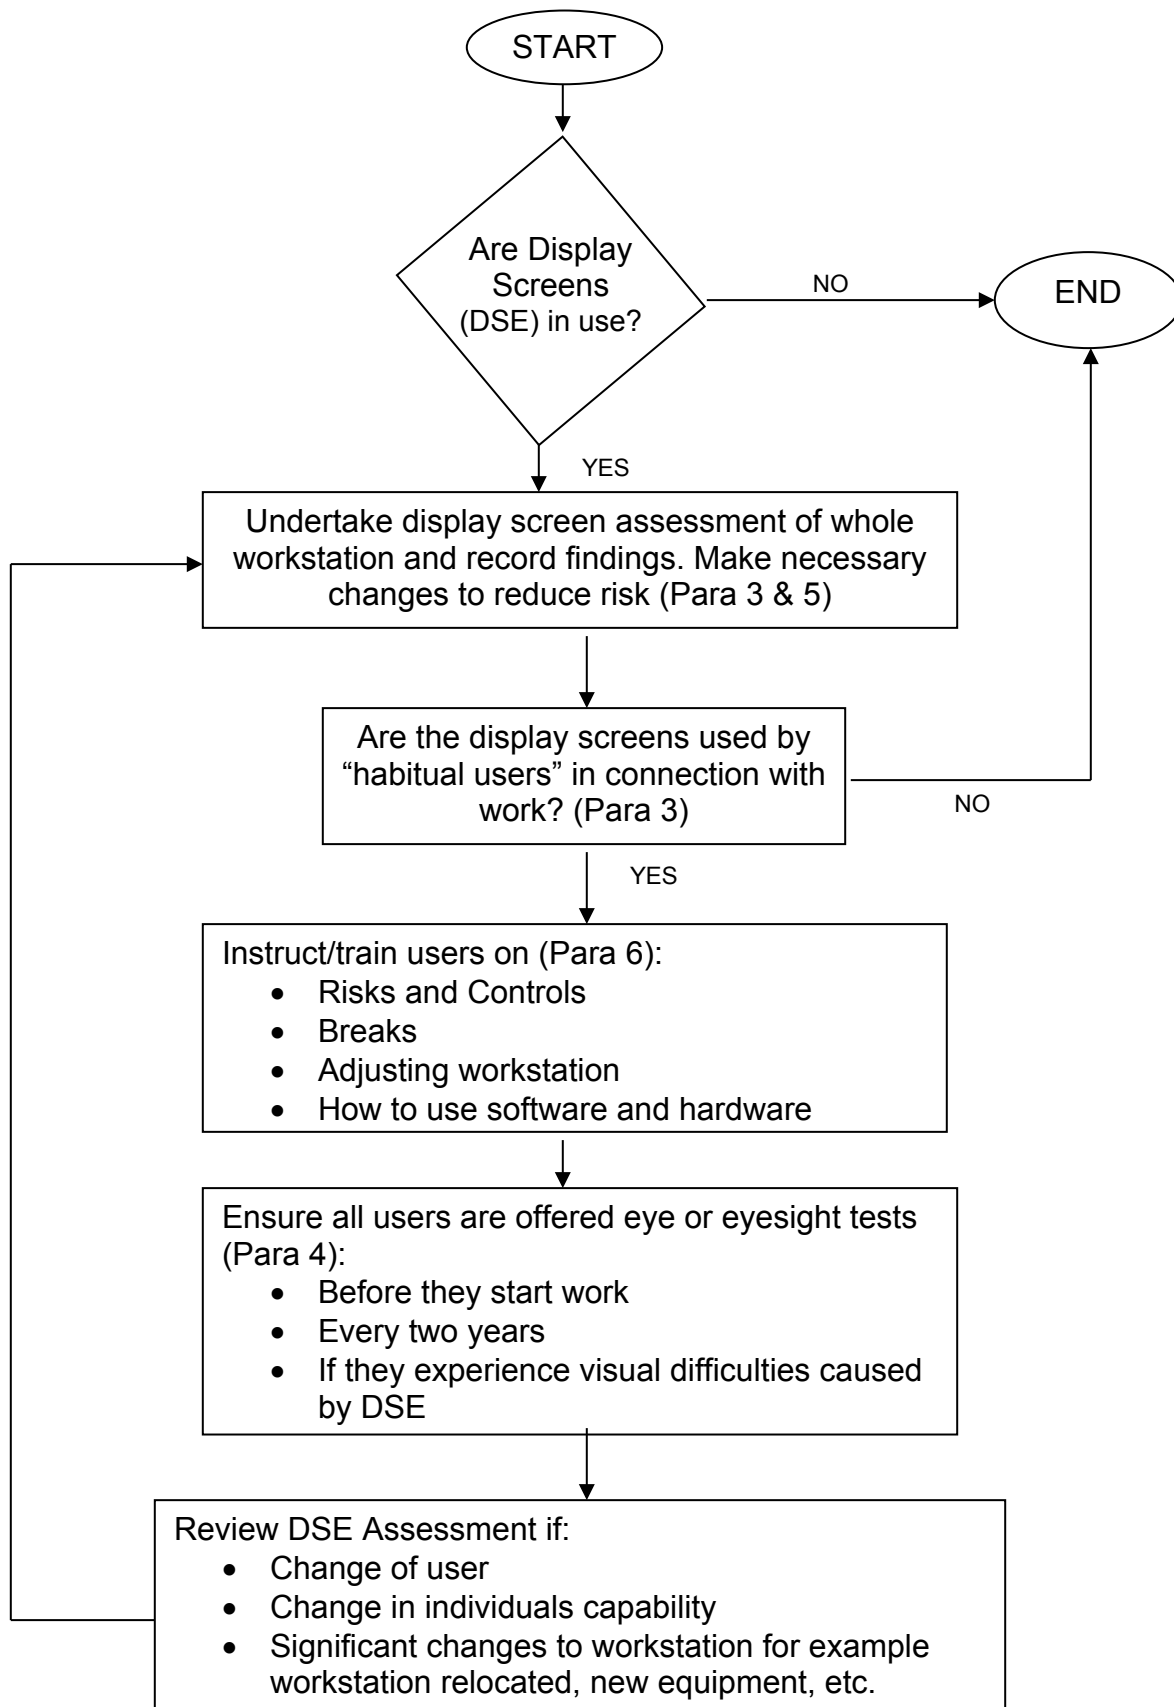 START
Are Display
Screens
(DSE) in use?
NO
END
YES
Undertake display screen assessment of whole
workstation and record findings. Make necessary
changes to reduce risk (Para 3 & 5)
Are the display screens used by
“habitual users” in connection with
work? (Para 3)
NO
YES
Instruct/train users on (Para 6):
• Risks and Controls
• Breaks
• Adjusting workstation
• How to use software and hardware
Ensure all users are offered eye or eyesight tests
(Para 4):
• Before they start work
• Every two years
• If they experience visual difficulties caused
by DSE
Review DSE Assessment if:
• Change of user
• Change in individuals capability
• Significant changes to workstation for example
workstation relocated, new equipment, etc.